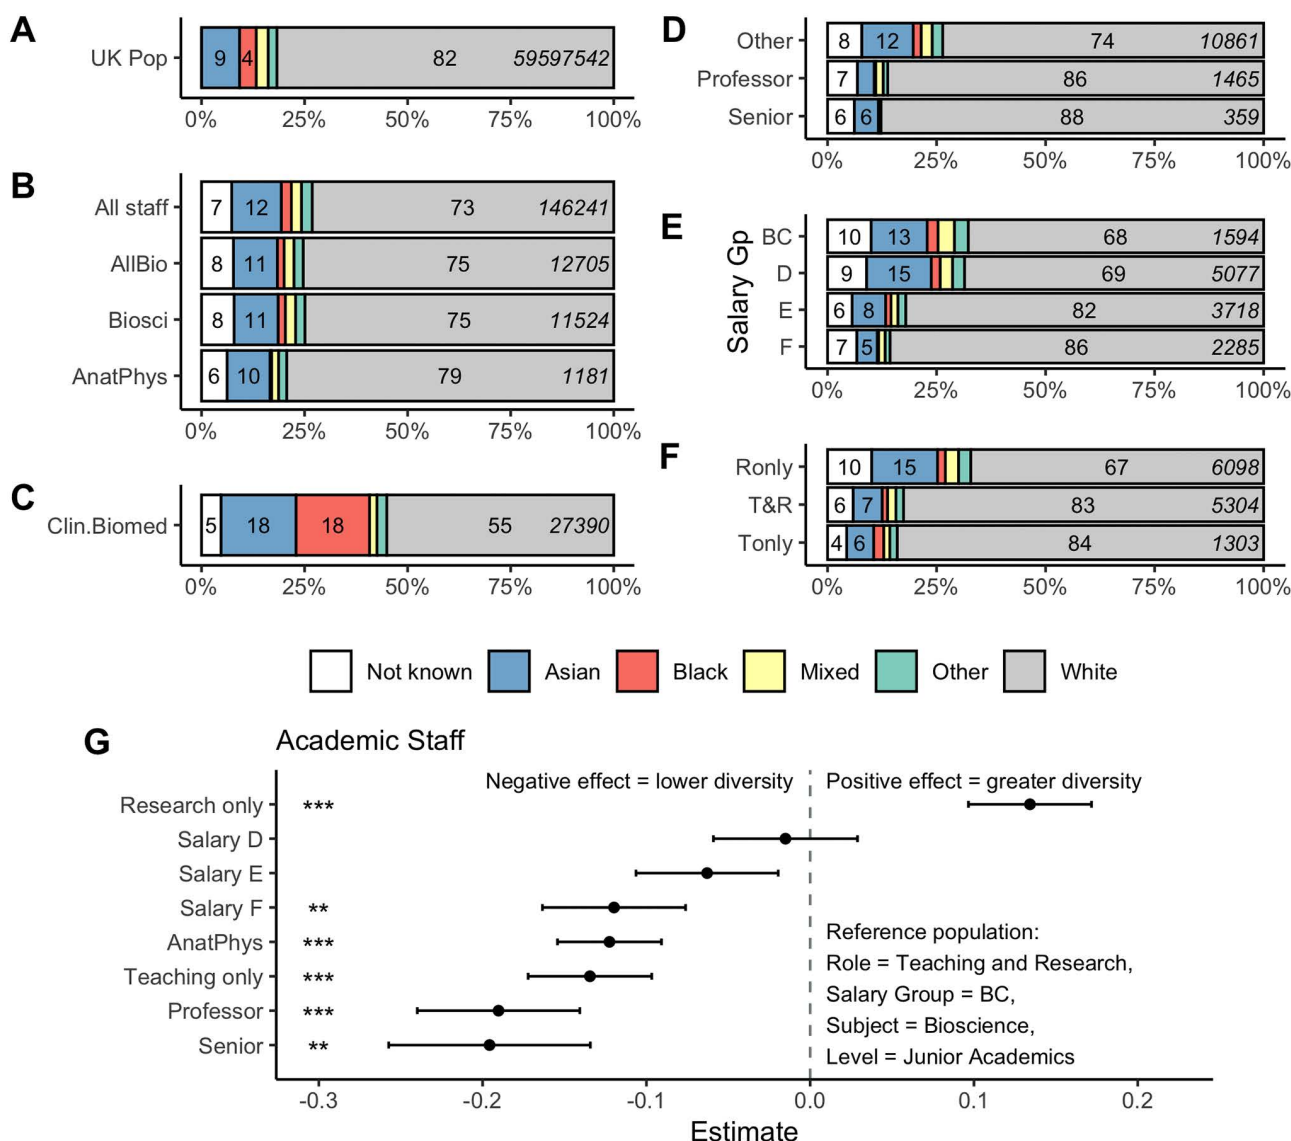 A
UK Pop 9 4 82 59597542
0% 25% 50% 75% 100%
B
All staff 7 12 73 146241
AllBio 8 11 75 12705
Biosci 8 11 75 11524
AnatPhys 6 10 79 1181
0% 25% 50% 75% 100%
C
Clin.Biomed 5 18 18 55 27390
0% 25% 50% 75% 100%
D
Other 8 12 74 10861
Professor 7 86 1465
Senior 6 6 88 359
0% 25% 50% 75% 100%
E
Salary Gp
BC 10 13 68 1594
D 9 15 69 5077
E 6 8 82 3718
F 7 5 86 2285
0% 25% 50% 75% 100%
F
Ronly 10 15 67 6098
T&R 6 7 83 5304
Tonly 4 6 84 1303
0% 25% 50% 75% 100%
Not known Asian Black Mixed Other White
G
Academic Staff
Negative effect = lower diversity Positive effect = greater diversity
Research only ***
Salary D
Salary E
Salary F **
AnatPhys ***
Teaching only ***
Professor ***
Senior **
Reference population:
Role = Teaching and Research,
Salary Group = BC,
Subject = Bioscience,
Level = Junior Academics
-0.3 -0.2 -0.1 0.0 0.1 0.2
Estimate